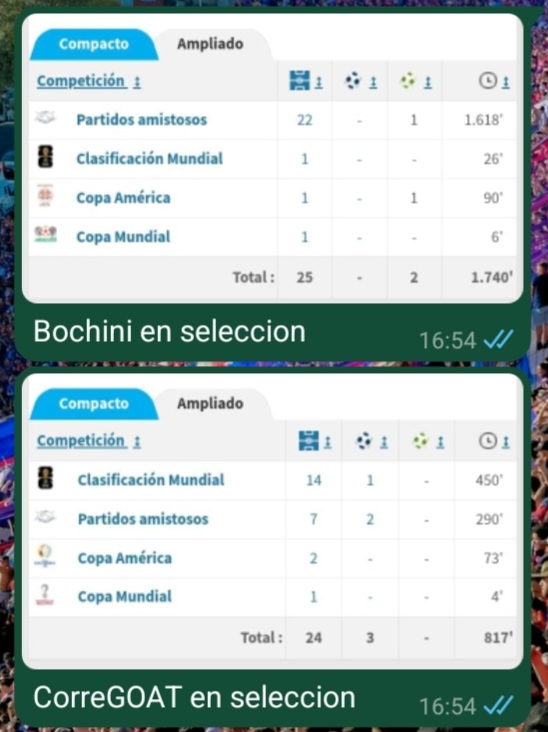 Compacto Ampliado
Competición
Partidos amistosos 22 - 1 1.618'
Clasificación Mundial 1 - - 26'
Copa América 1 - 1 90'
Copa Mundial 1 - - 6'
Total : 25 - 2 1.740'
Bochini en seleccion
16:54
Compacto Ampliado
Competición
Clasificación Mundial 14 1 - 450'
Partidos amistosos 7 2 - 290'
Copa América 2 - - 73'
Copa Mundial 1 - - 4'
Total : 24 3 - 817'
CorreGOAT en seleccion
16:54